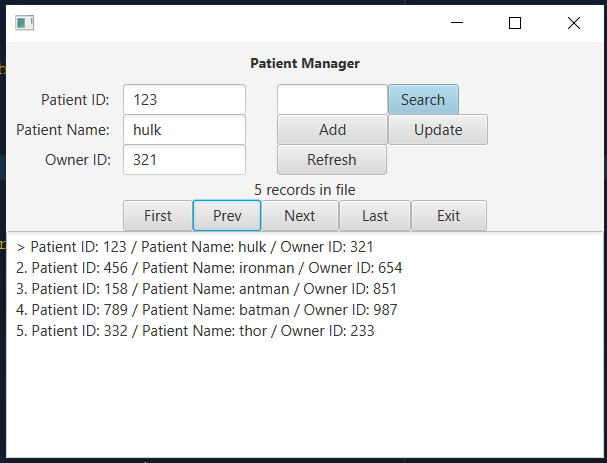 Patient Manager
Patient ID: 123 Search
Patient Name: hulk Add Update
Owner ID: 321 Refresh
5 records in file
First Prev Next Last Exit
> Patient ID: 123 / Patient Name: hulk / Owner ID: 321
2. Patient ID: 456 / Patient Name: ironman / Owner ID: 654
3. Patient ID: 158 / Patient Name: antman / Owner ID: 851
4. Patient ID: 789 / Patient Name: batman / Owner ID: 987
5. Patient ID: 332 / Patient Name: thor / Owner ID: 233